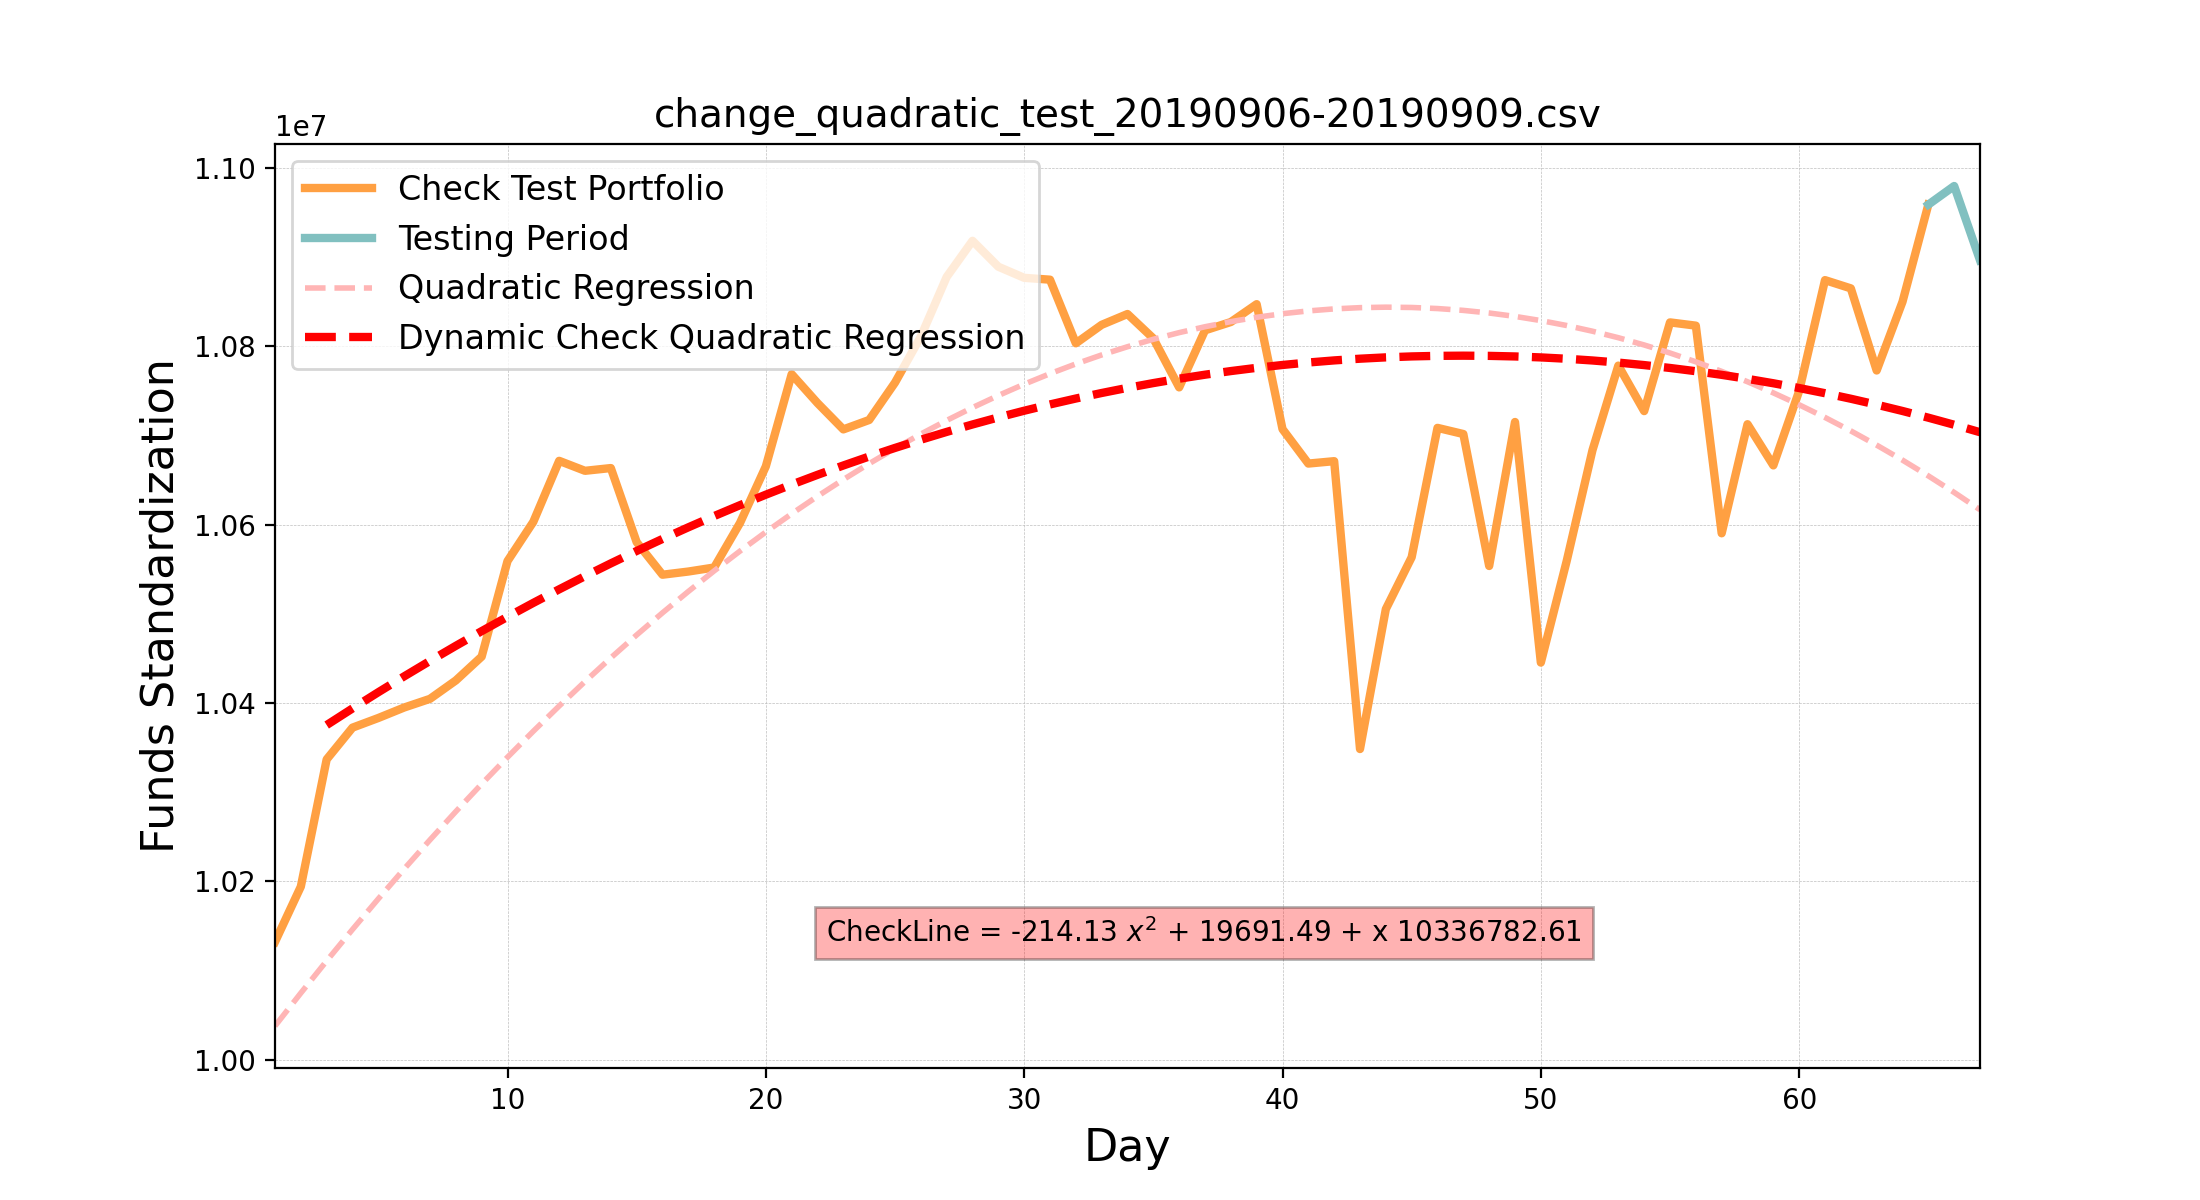 change_quadratic_test_20190906-20190909.csv
1e7
Check Test Portfolio
Testing Period
Quadratic Regression
Dynamic Check Quadratic Regression
1.10
1.08
1.06
1.04
1.02
1.00
Funds Standardization
CheckLine = -214.13 x² + 19691.49 + x 10336782.61
10 20 30 40 50 60
Day